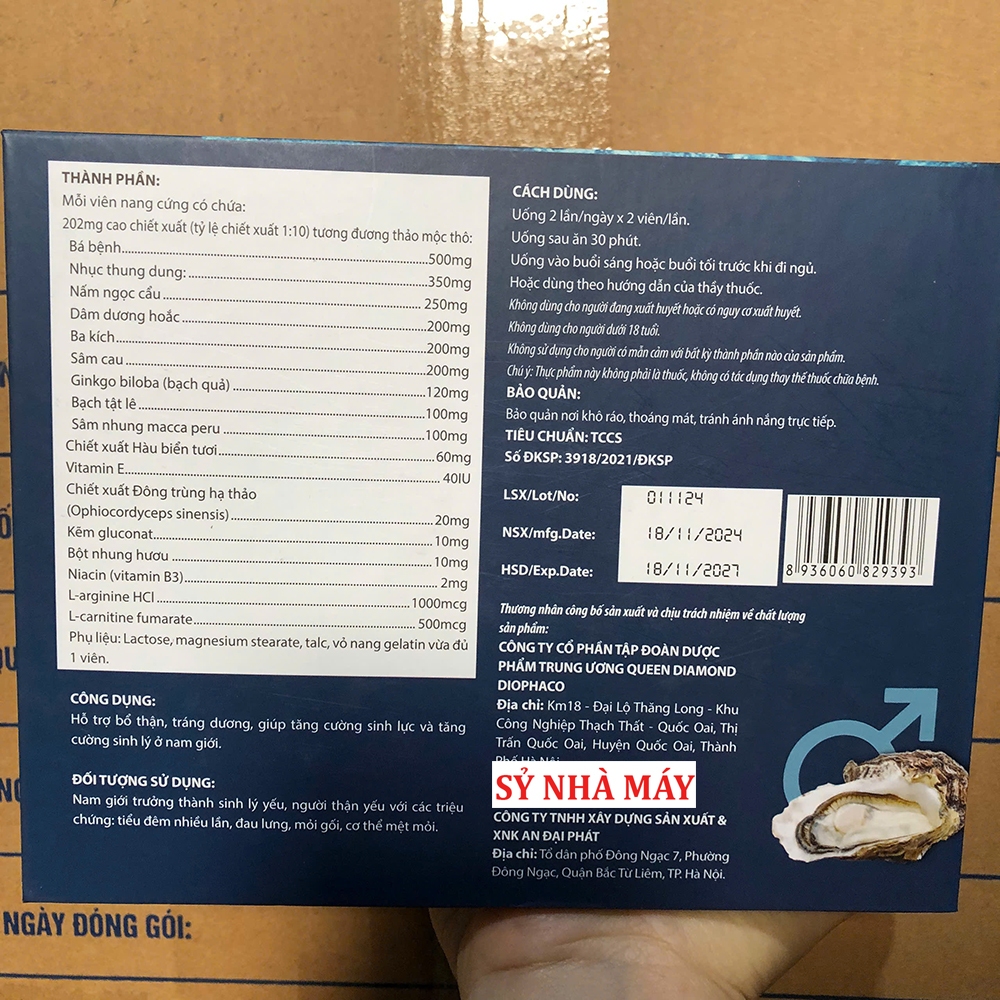 THÀNH PHẦN:
Mỗi viên nang cứng có chứa:
202mg cao chiết xuất (tỷ lệ chiết xuất 1:10) tương đương thảo mộc thô:
Bá bệnh.....500mg
Nhục thung dung:.....350mg
Nấm ngọc cẩu.....250mg
Dâm dương hoắc.....200mg
Ba kích.....200mg
Sâm cau.....200mg
Ginkgo biloba (bạch quả).....120mg
Bạch tật lê.....100mg
Sâm nhung macca peru.....100mg
Chiết xuất Hàu biển tươi.....60mg
Vitamin E.....40IU
Chiết xuất Đông trùng hạ thảo
(Ophiocordyceps sinensis).....20mg
Kẽm gluconat.....10mg
Bột nhung hươu.....10mg
Niacin (vitamin B3).....2mg
L-arginine HCl.....1000mcg
L-carnitine fumarate.....500mcg
Phụ liệu: Lactose, magnesium stearate, talc, vỏ nang gelatin vừa đủ
1 viên.
CÔNG DỤNG:
Hỗ trợ bổ thận, tráng dương, giúp tăng cường sinh lực và tăng
cường sinh lý ở nam giới.
ĐỐI TƯỢNG SỬ DỤNG:
Nam giới trưởng thành sinh lý yếu, người thận yếu với các triệu
chứng: tiểu đêm nhiều lần, đau lưng, mỏi gối, cơ thể mệt mỏi.
CÁCH DÙNG:
Uống 2 lần/ngày x 2 viên/lần.
Uống sau ăn 30 phút.
Uống vào buổi sáng hoặc buổi tối trước khi đi ngủ.
Hoặc dùng theo hướng dẫn của thầy thuốc.
Không dùng cho người đang xuất huyết hoặc có nguy cơ xuất huyết.
Không dùng cho người dưới 18 tuổi.
Không sử dụng cho người có mẫn cảm với bất kỳ thành phần nào của sản phẩm.
Chú ý: Thực phẩm này không phải là thuốc, không có tác dụng thay thế thuốc chữa bệnh.
BẢO QUẢN:
Bảo quản nơi khô ráo, thoáng mát, tránh ánh nắng trực tiếp.
TIÊU CHUẨN: TCCS
Số ĐKSP: 3918/2021/ĐKSP
LSX/Lot/No: 011124
NSX/mfg.Date: 18/11/2024
HSD/Exp.Date: 18/11/2027
8 936060 829393
Thương nhân công bố sản xuất và chịu trách nhiệm về chất lượng
sản phẩm:
CÔNG TY CỔ PHẦN TẬP ĐOÀN DƯỢC
PHẨM TRUNG ƯƠNG QUEEN DIAMOND
DIOPHACO
Địa chỉ: Km18 - Đại Lộ Thăng Long - Khu
Công Nghiệp Thạch Thất - Quốc Oai, Thị
Trấn Quốc Oai, Huyện Quốc Oai, Thành
Phố Hà Nội
SỶ NHÀ MÁY
CÔNG TY TNHH XÂY DỰNG SẢN XUẤT &
XNK AN ĐẠI PHÁT
Địa chỉ: Tổ dân phố Đông Ngạc 7, Phường
Đông Ngạc, Quận Bắc Từ Liêm, TP. Hà Nội.
NGÀY ĐÓNG GÓI: